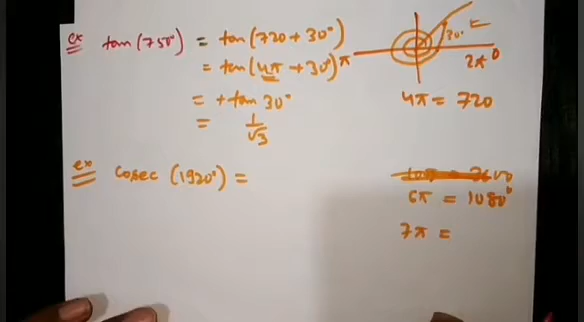 ex tan(750°) = tan(720 + 30°)
= tan(4π + 30°)
= + tan 30°
= 1/√3
30°
π
0
2π
4π = 720
ex cosec (1920°) =
6π = 1080°
7π =